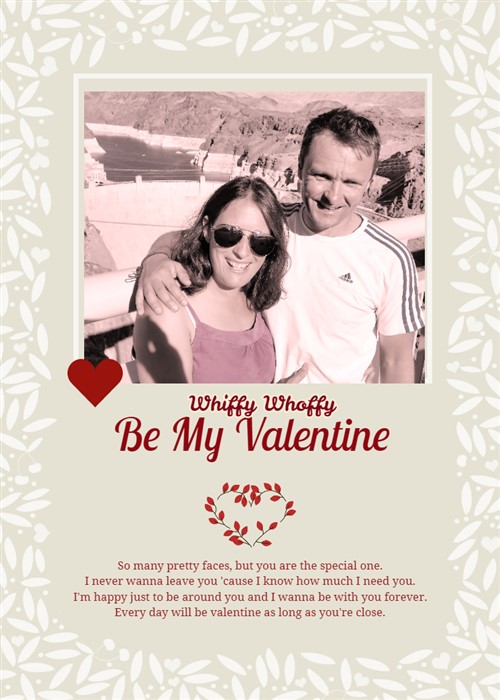 adidas
Whiffy Whoffy
Be My Valentine
So many pretty faces, but you are the special one.
I never wanna leave you 'cause I know how much I need you.
I'm happy just to be around you and I wanna be with you forever.
Every day will be valentine as long as you're close.